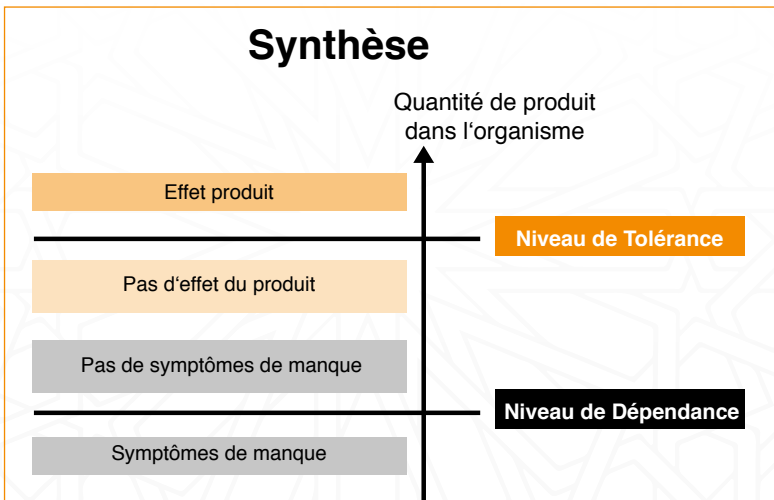 Synthèse
Quantité de produit
dans l‘organisme
Effet produit
Niveau de Tolérance
Pas d‘effet du produit
Pas de symptômes de manque
Niveau de Dépendance
Symptômes de manque